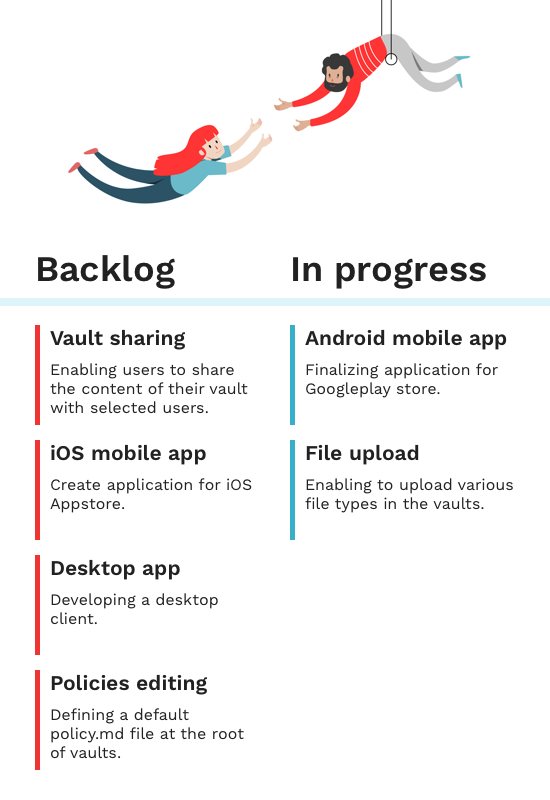 Backlog
In progress
Vault sharing
Enabling users to share
the content of their vault
with selected users.
iOS mobile app
Create application for iOS
Appstore.
Desktop app
Developing a desktop
client.
Policies editing
Defining a default
policy.md file at the root
of vaults.
Android mobile app
Finalizing application for
Googleplay store.
File upload
Enabling to upload various
file types in the vaults.